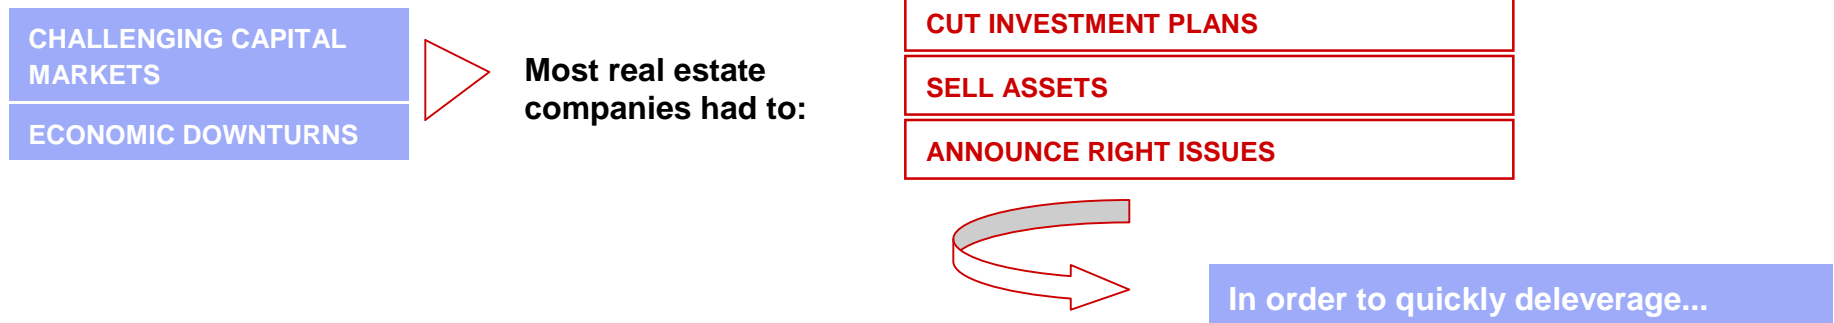 CHALLENGING CAPITAL
MARKETS
ECONOMIC DOWNTURNS
Most real estate
companies had to:
CUT INVESTMENT PLANS
SELL ASSETS
ANNOUNCE RIGHT ISSUES
In order to quickly deleverage...